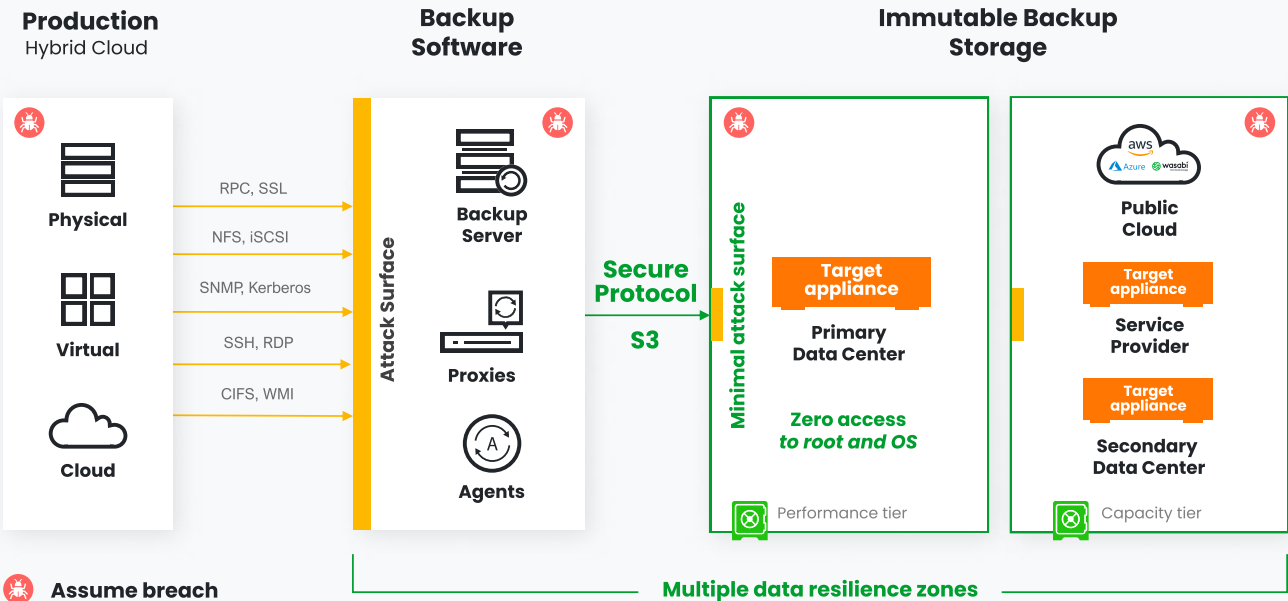 Production
Hybrid Cloud
Backup
Software
Immutable Backup
Storage
Physical
Virtual
Cloud
RPC, SSL
NFS, iSCSI
SNMP, Kerberos
SSH, RDP
CIFS, WMI
Attack Surface
Backup
Server
Proxies
A
Agents
Secure
Protocol
S3
Minimal attack surface
Target
appliance
Primary
Data Center
Zero access
to root and OS
Performance tier
aws
Azure
wasabi
Public
Cloud
Target
appliance
Service
Provider
Target
appliance
Secondary
Data Center
Capacity tier
Assume breach
Multiple data resilience zones